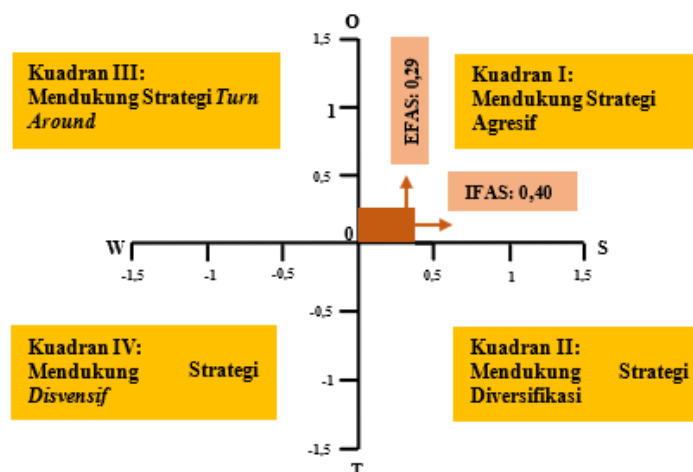 O
1,5
Kuadran III:
Mendukung Strategi Turn
Around
EFAS: 0,29
Kuadran I:
Mendukung Strategi
Agresif
1
0,5
IFAS: 0,40
0
W
S
-1,5
-1
-0,5
0,5
1
1,5
-0,5
Kuadran IV:
Mendukung Strategi
Disvensif
Kuadran II:
Mendukung Strategi
Diversifikasi
-1
-1,5
T